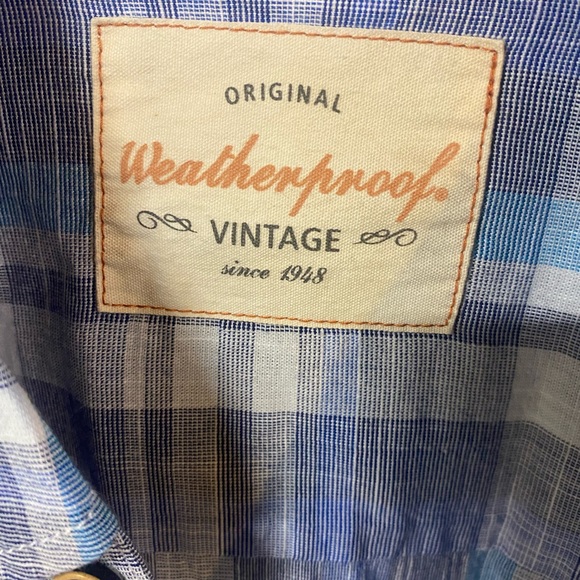 ORIGINAL
Weatherproof®
VINTAGE
since 1948